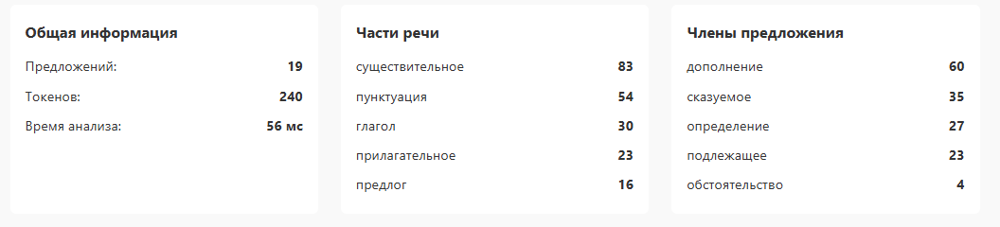 Общая информация
Предложений: 19
Токенов: 240
Время анализа: 56 мс
Части речи
существительное 83
пунктуация 54
глагол 30
прилагательное 23
предлог 16
Члены предложения
дополнение 60
сказуемое 35
определение 27
подлежащее 23
обстоятельство 4